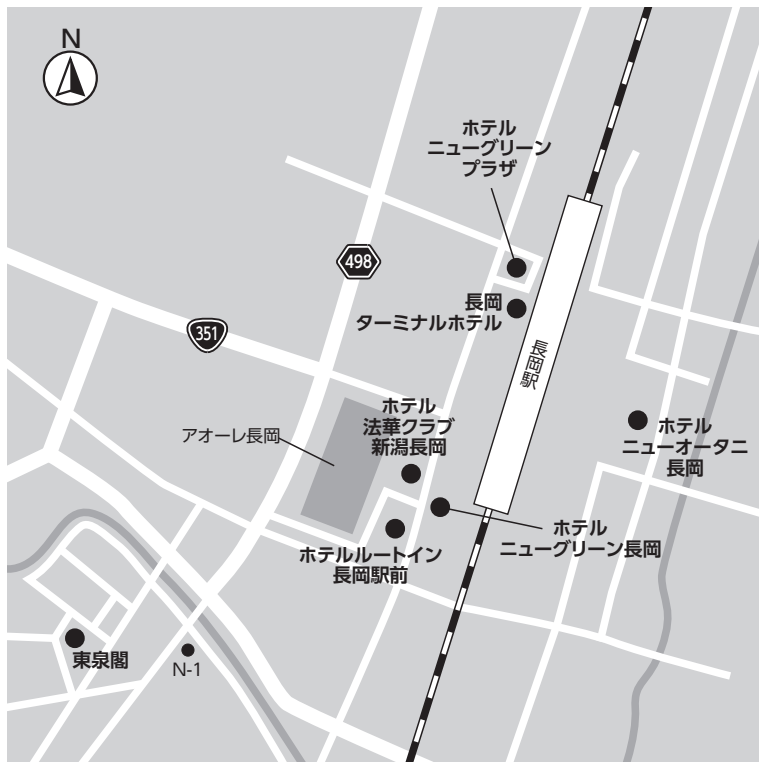 N
ホテル
ニューグリーン
プラザ
498
長岡
ターミナルホテル
351
長岡駅
ホテル
法華クラブ
新潟長岡
アオーレ長岡
ホテル
ニューオータニ
長岡
ホテル
ニューグリーン長岡
ホテルルートイン
長岡駅前
東泉閣
N-1